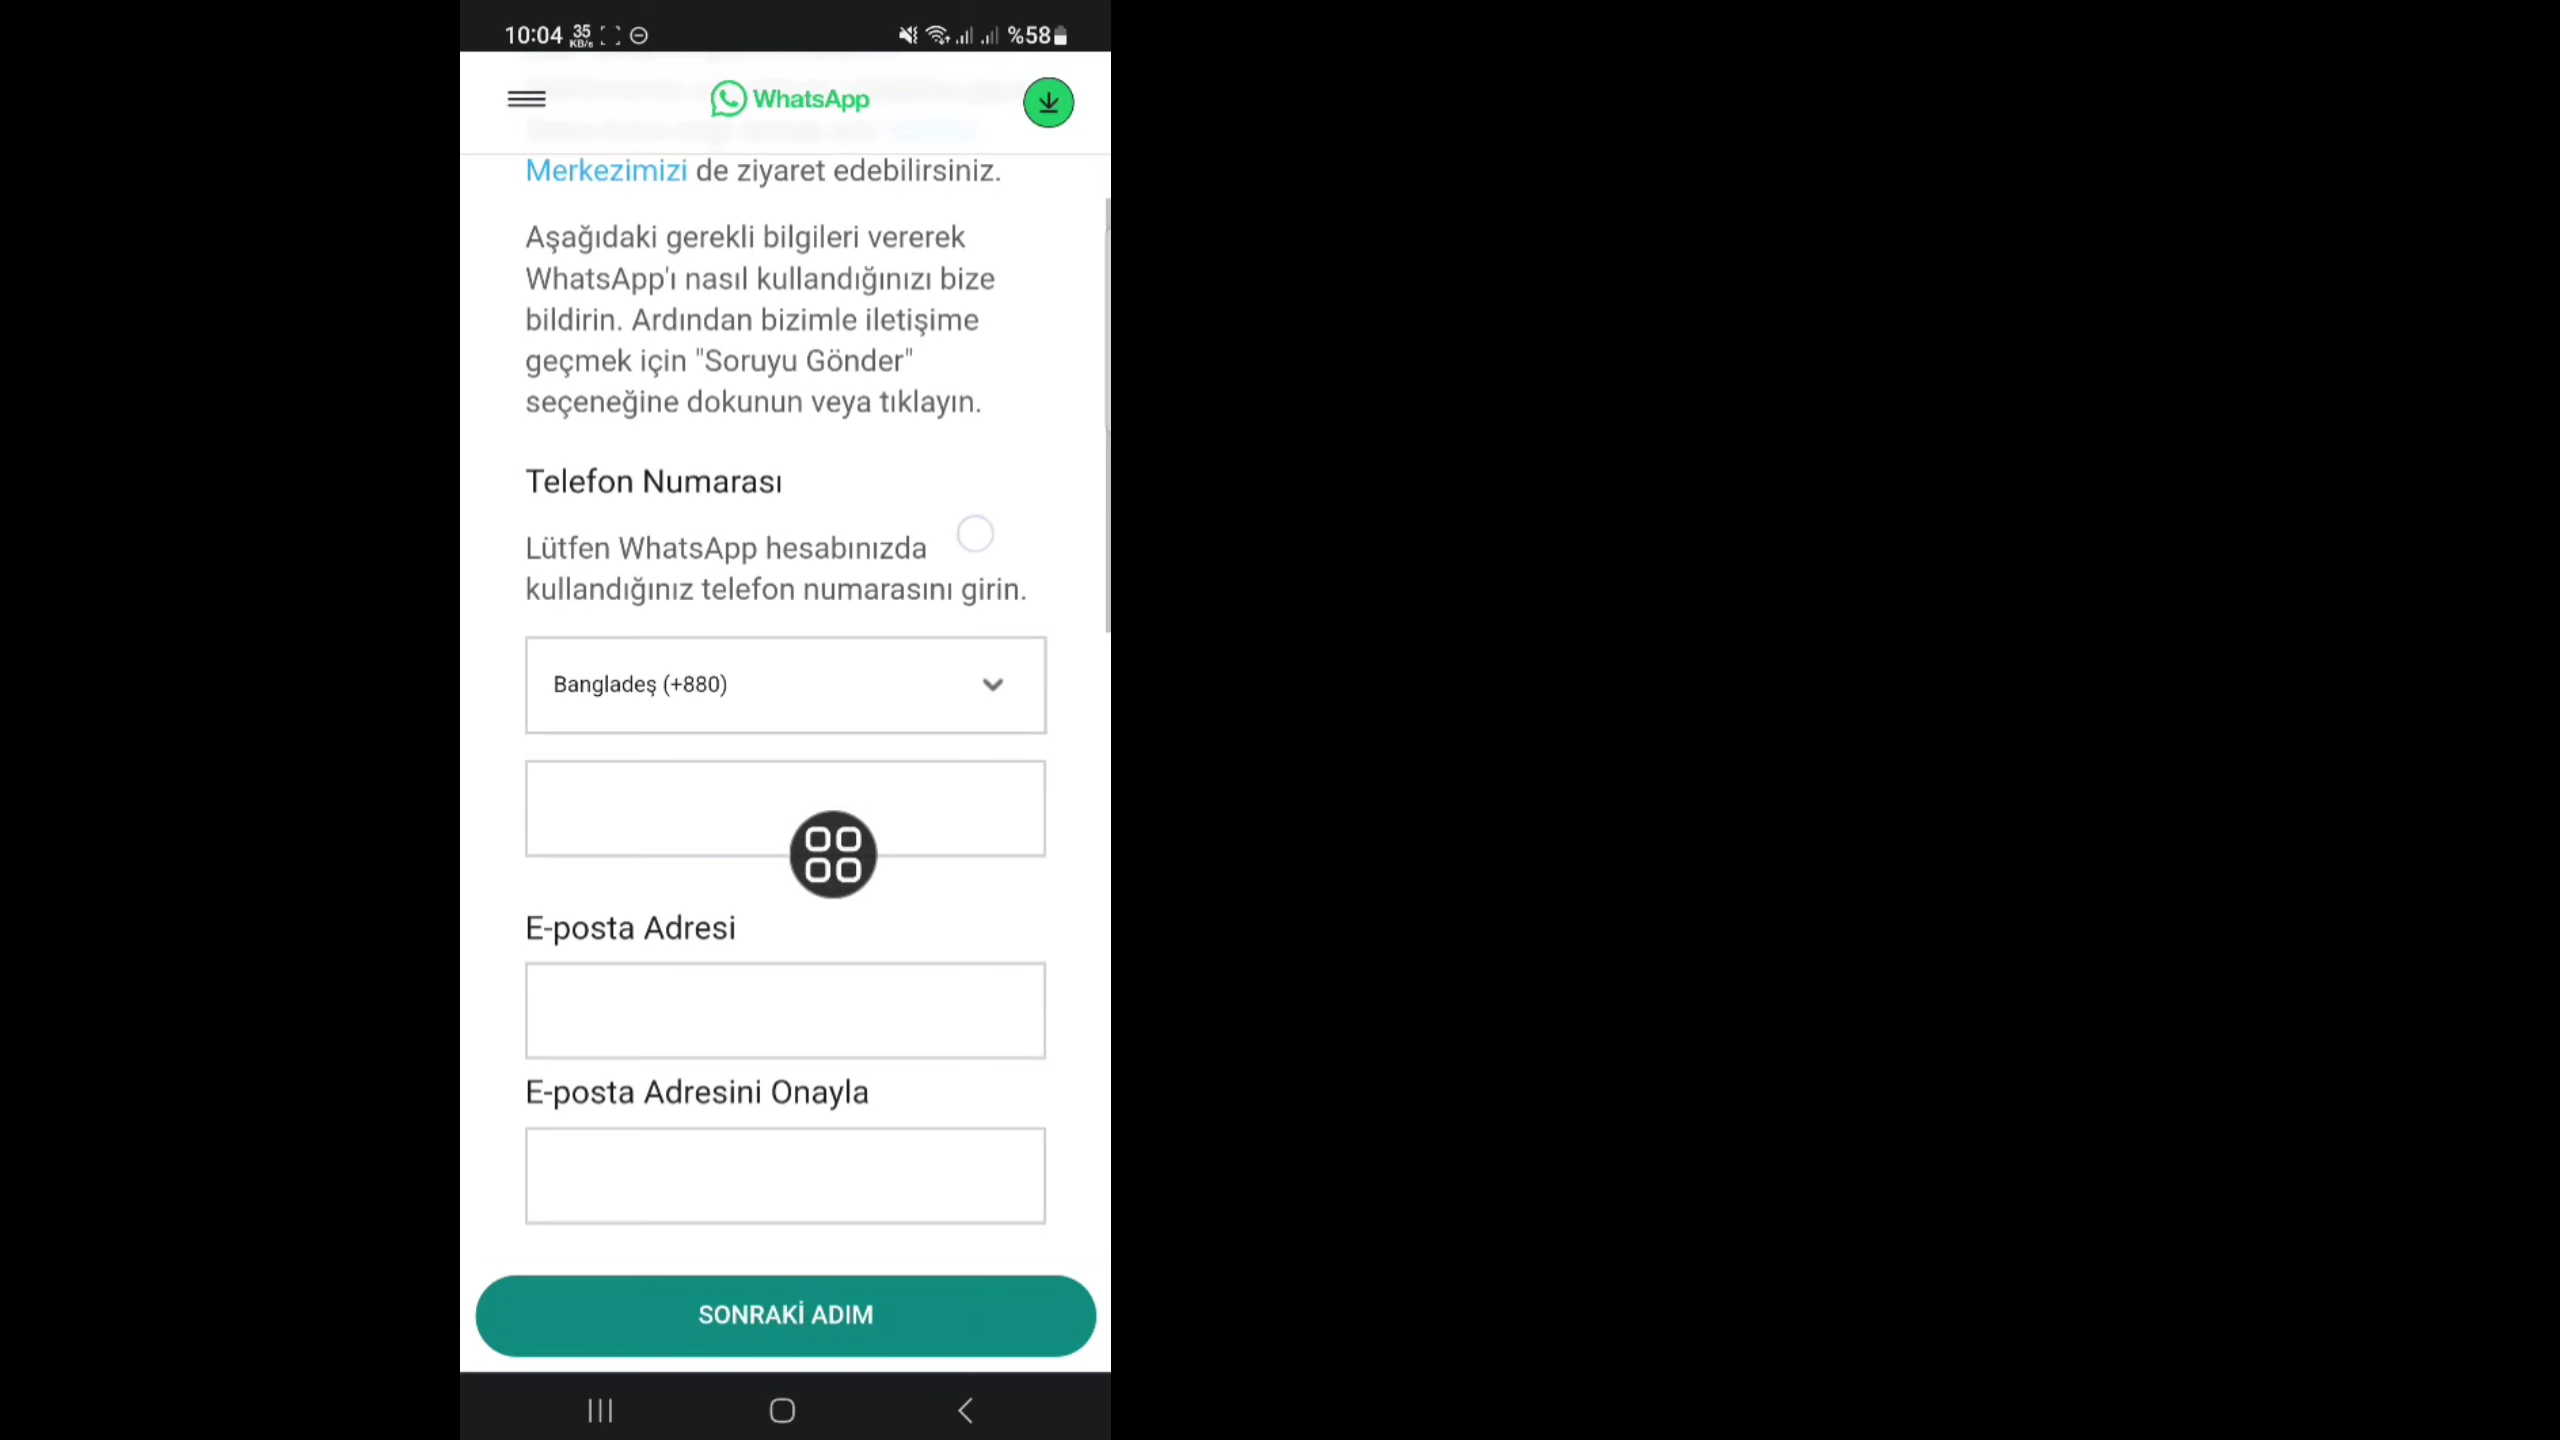 10:04 35 KB/s %58
WhatsApp
Merkezimizi de ziyaret edebilirsiniz.
Aşağıdaki gerekli bilgileri vererek
WhatsApp'ı nasıl kullandığınızı bize
bildirin. Ardından bizimle iletişime
geçmek için "Soruyu Gönder"
seçeneğine dokunun veya tıklayın.
Telefon Numarası
Lütfen WhatsApp hesabınızda
kullandığınız telefon numarasını girin.
Bangladeş (+880)
E-posta Adresi
E-posta Adresini Onayla
SONRAKİ ADIM